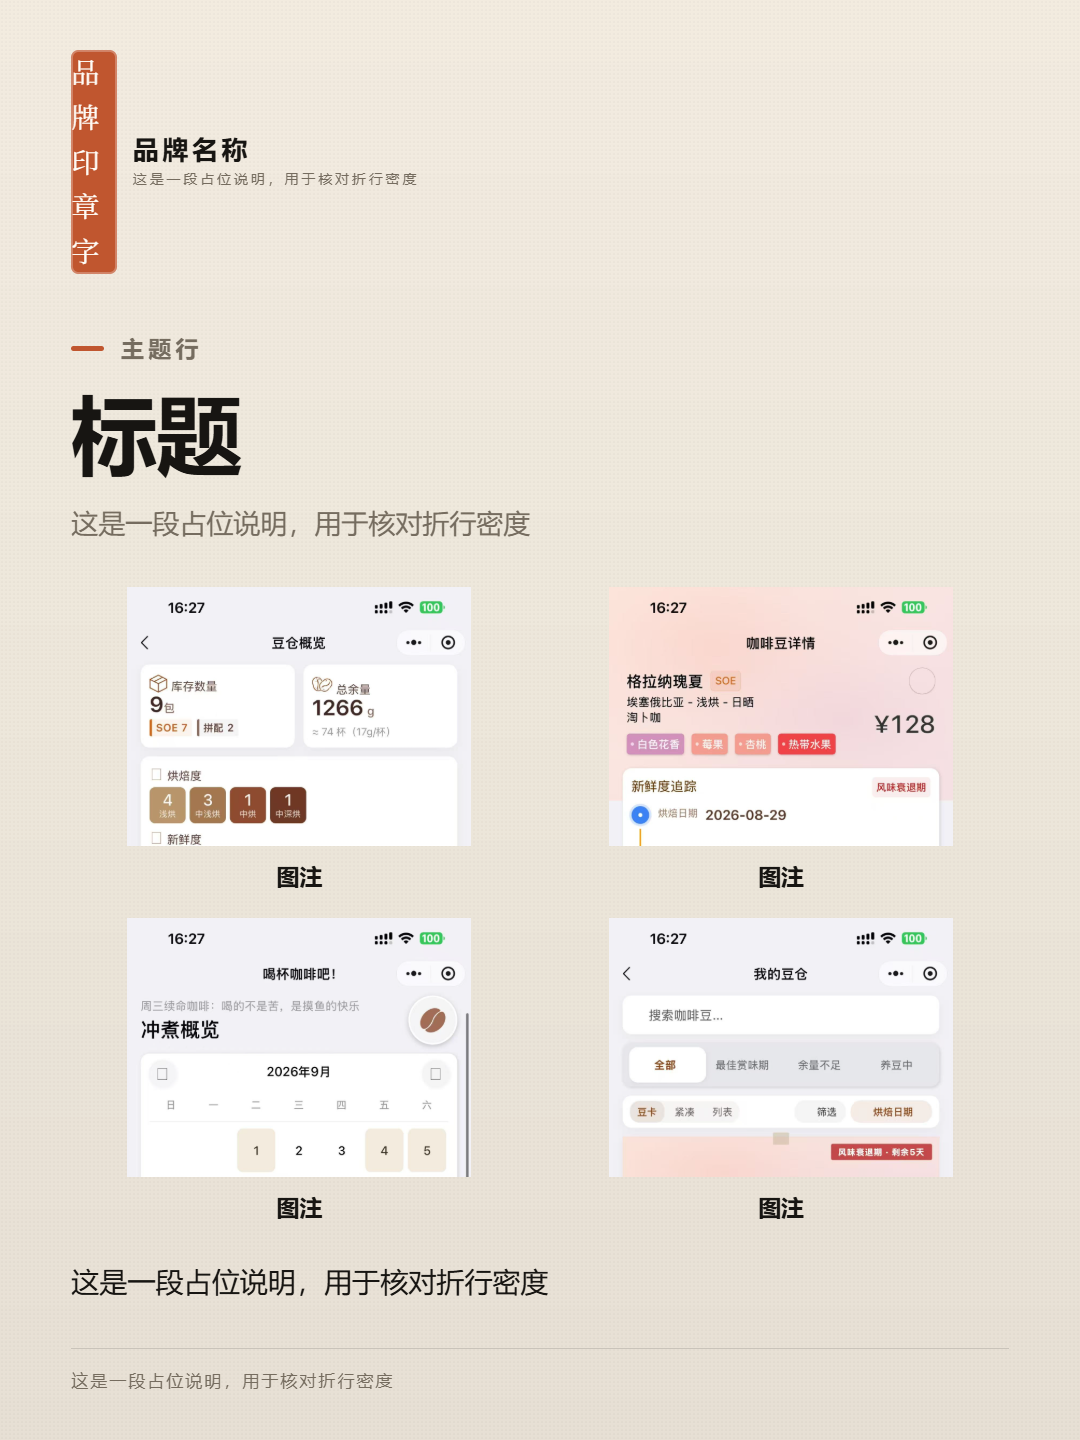 品
牌
印
章
字
品牌名称
这是一段占位说明，用于核对折行密度
主题行
标题
这是一段占位说明，用于核对折行密度
16:27
100
豆仓概览
库存数量
9包
SOE 7
拼配 2
总余量
1266 g
≈ 74 杯（17g/杯）
烘焙度
4
浅烘
3
中浅烘
1
中烘
1
中深烘
新鲜度
图注
16:27
100
咖啡豆详情
格拉纳瑰夏 SOE
埃塞俄比亚 - 浅烘 - 日晒
淘卜咖
¥128
白色花香
莓果
杏桃
热带水果
新鲜度追踪
风味衰退期
烘焙日期 2026-08-29
图注
16:27
100
喝杯咖啡吧！
周三续命咖啡：喝的不是苦，是摸鱼的快乐
冲煮概览
2026年9月
日 一 二 三 四 五 六
1 2 3 4 5
图注
16:27
100
我的豆仓
搜索咖啡豆...
全部 最佳赏味期 余量不足 养豆中
豆卡 紧凑 列表 筛选 烘焙日期
风味衰退期 · 剩余5天
图注
这是一段占位说明，用于核对折行密度
这是一段占位说明，用于核对折行密度